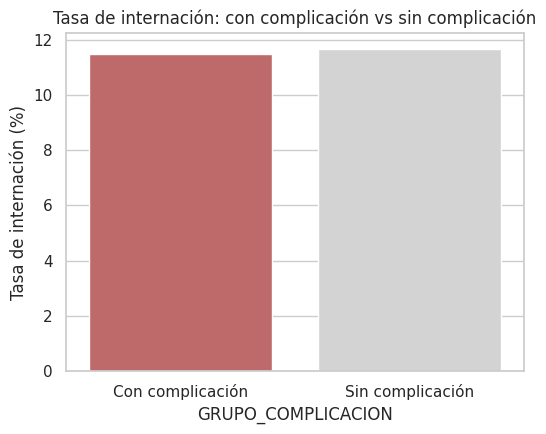 Tasa de internación: con complicación vs sin complicación
Tasa de internación (%)
12
10
8
6
4
2
0
Con complicación
Sin complicación
GRUPO_COMPLICACION